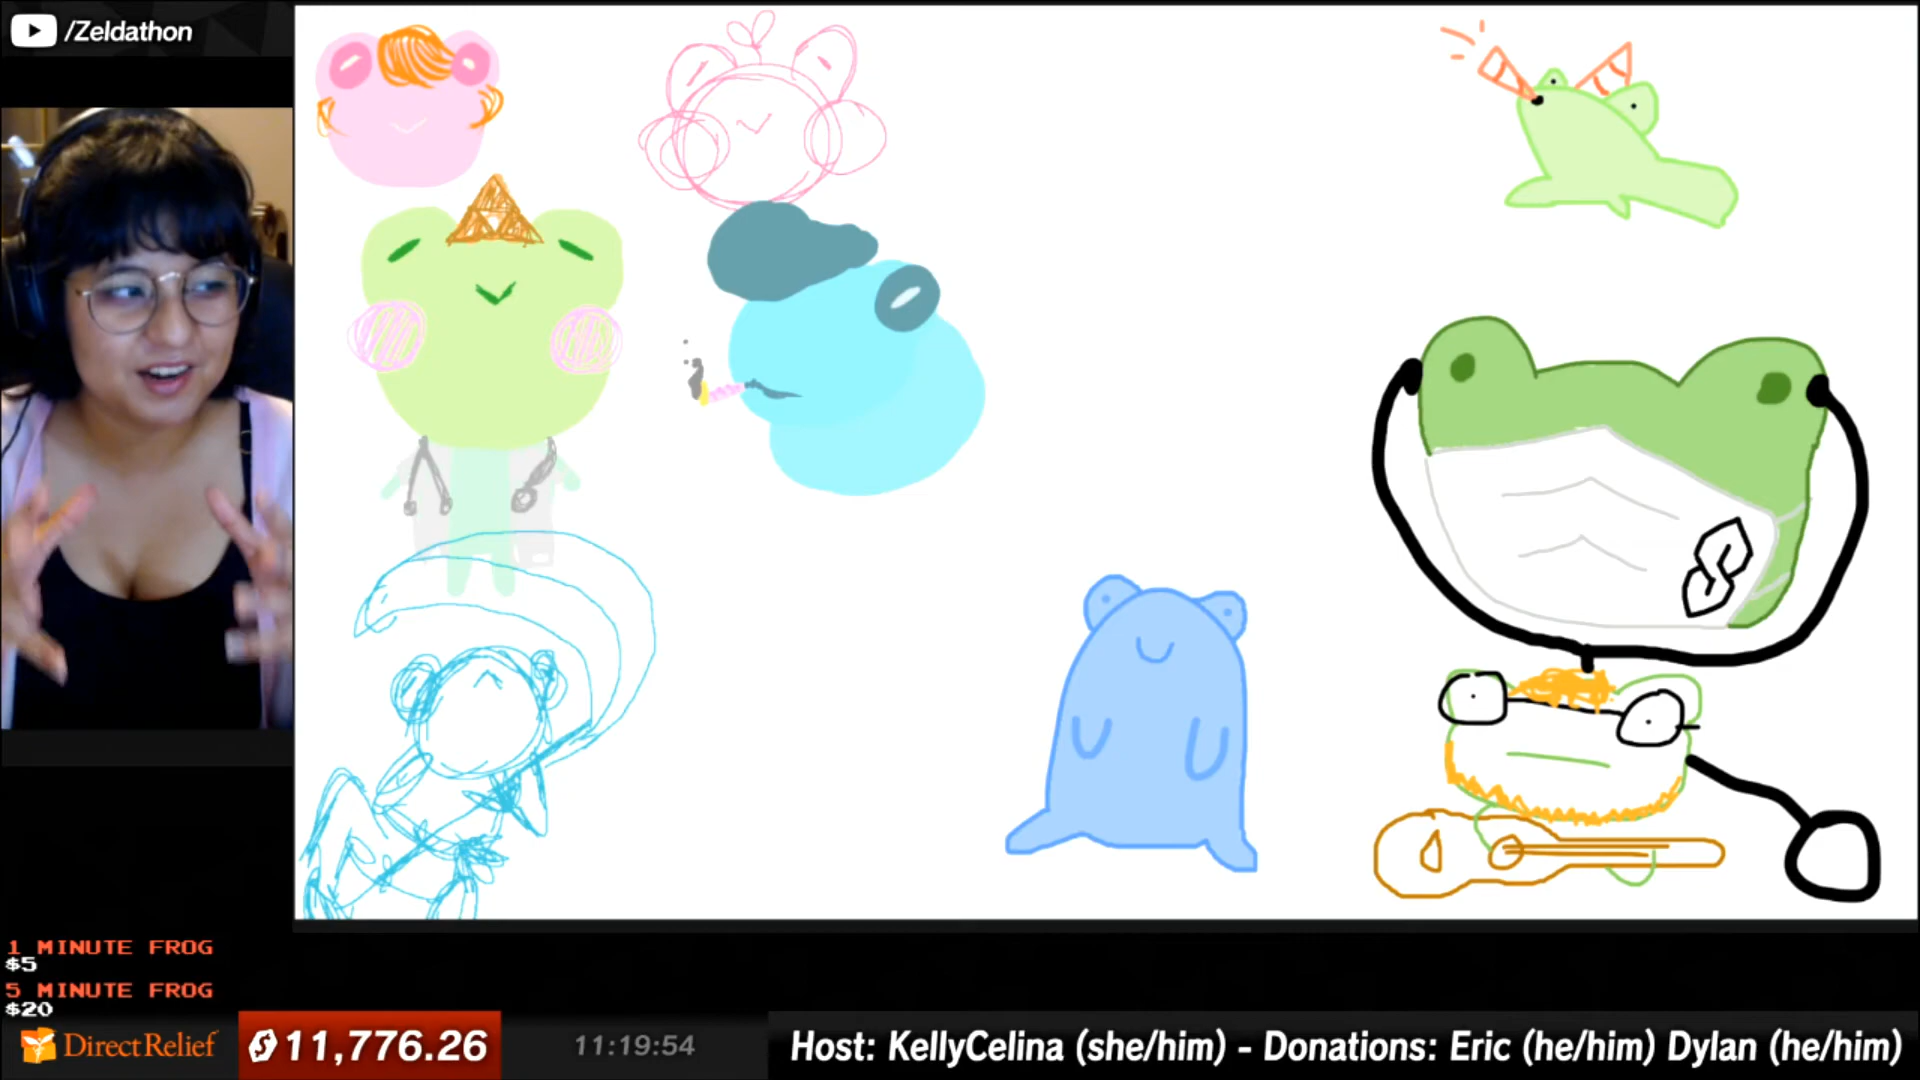 /Zeldathon
1 MINUTE FROG
$5
5 MINUTE FROG
$20
DirectRelief
11,776.26
11:19:54
Host: KellyCelina (she/him) - Donations: Eric (he/him) Dylan (he/him)